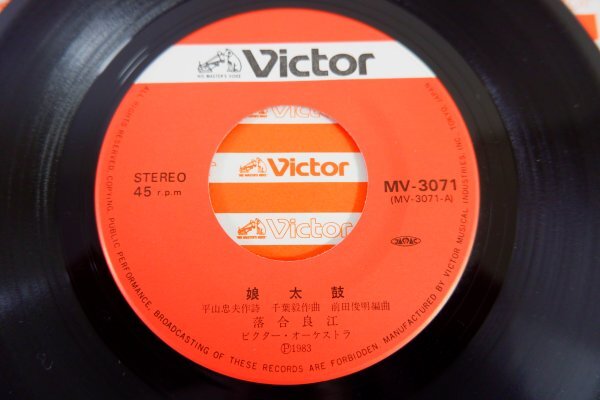 Victor
HIS MASTER'S VOICE
Victor
Victor
STEREO
45 r.p.m
MV-3071
(MV-3071-A)
JASRAC
娘太鼓
平山忠夫作詩 千葉毅作曲 前田俊明編曲
落合良江
ビクター・オーケストラ
Ⓟ1983
ALL RIGHTS RESERVED. COPYING, PUBLIC PERFORMANCE, BROADCASTING OF THESE RECORDS ARE FORBIDDEN. MANUFACTURED BY VICTOR MUSICAL INDUSTRIES, INC. TOKYO, JAPAN